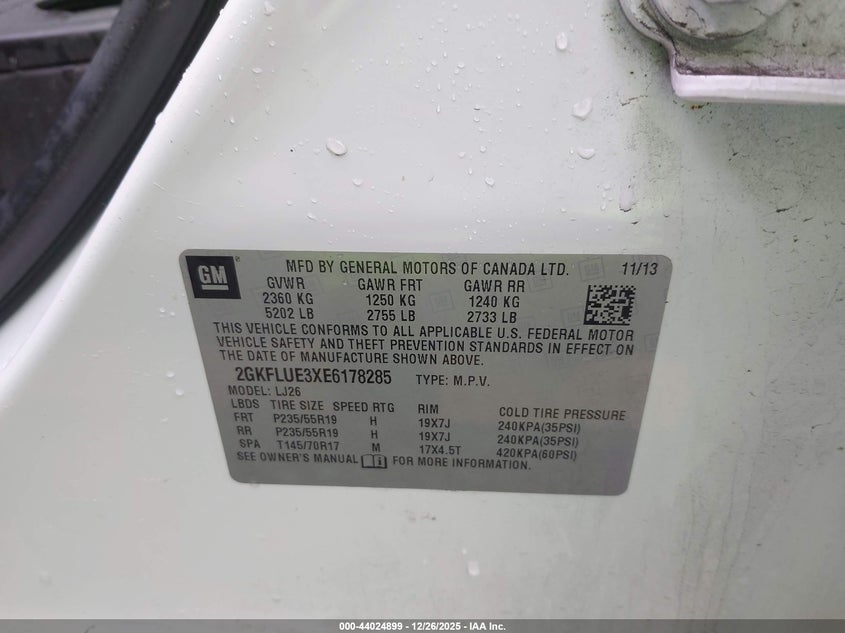 GM
MFD BY GENERAL MOTORS OF CANADA LTD. 11/13
GVWR GAWR FRT GAWR RR
2360 KG 1250 KG 1240 KG
5202 LB 2755 LB 2733 LB
THIS VEHICLE CONFORMS TO ALL APPLICABLE U.S. FEDERAL MOTOR
VEHICLE SAFETY AND THEFT PREVENTION STANDARDS IN EFFECT ON
THE DATE OF MANUFACTURE SHOWN ABOVE.
2GKFLUE3XE6178285 TYPE: M.P.V.
MODEL: LJ26
LBDS TIRE SIZE SPEED RTG RIM COLD TIRE PRESSURE
FRT P235/55R19 H 19X7J 240KPA(35PSI)
RR P235/55R19 H 19X7J 240KPA(35PSI)
SPA T145/70R17 M 17X4.5T 420KPA(60PSI)
SEE OWNER'S MANUAL FOR MORE INFORMATION.
000-44024899 - 12/26/2025 - IAA Inc.